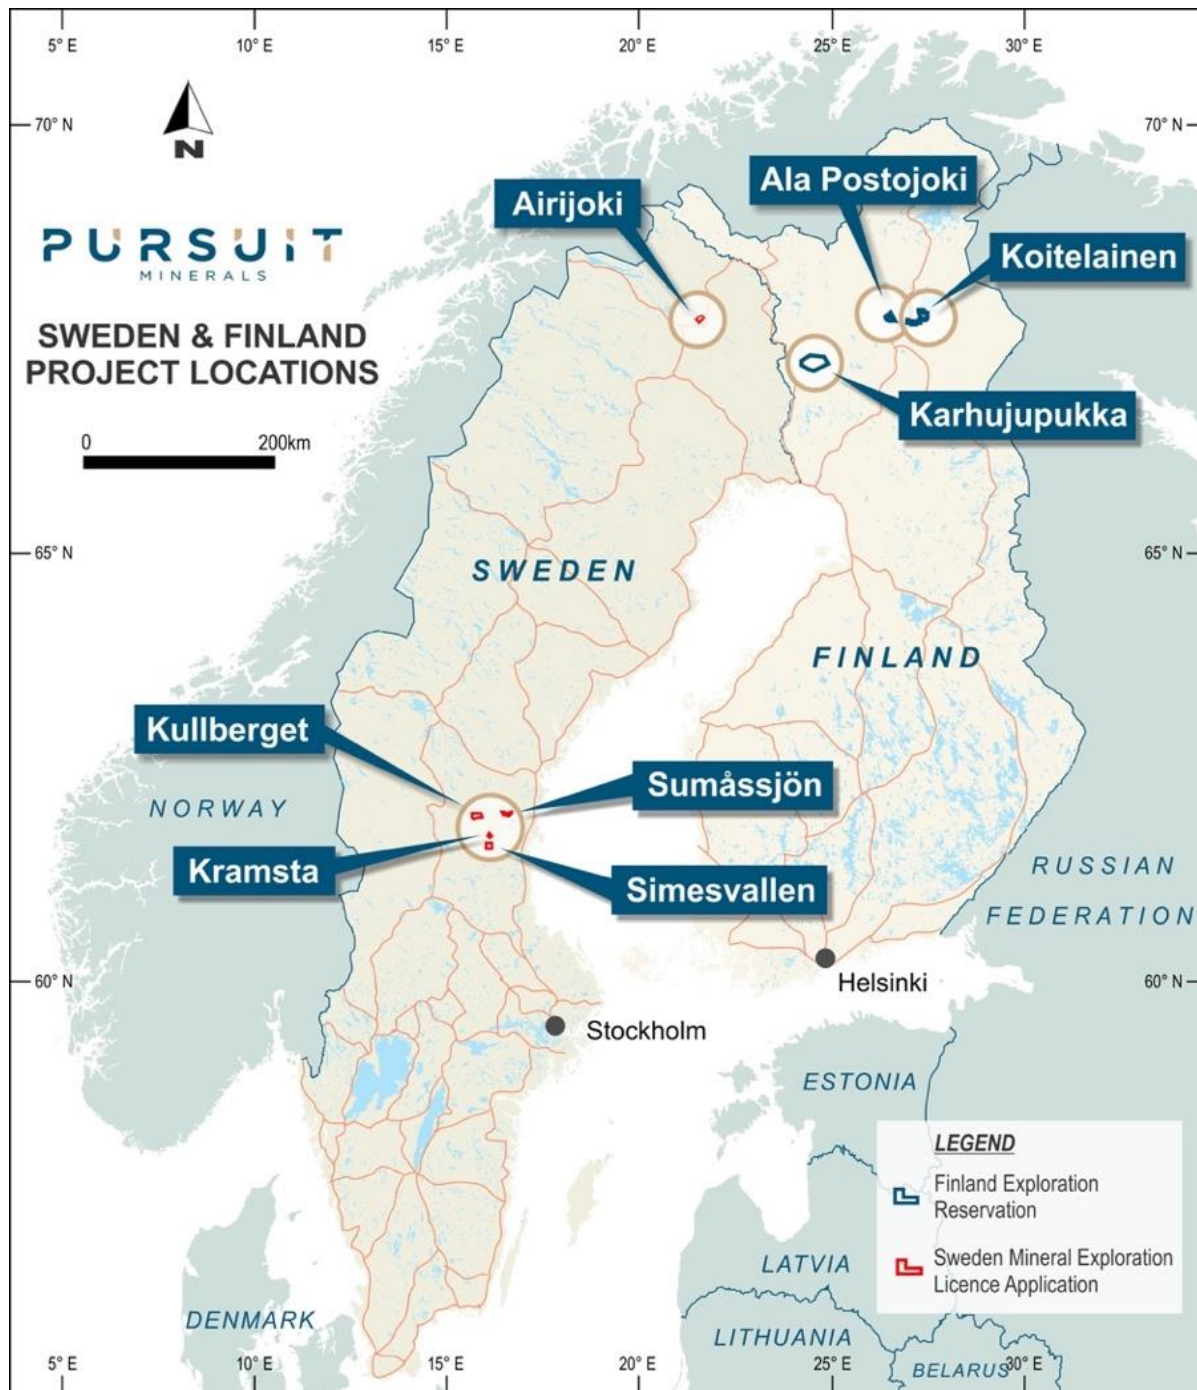 5° E 10° E 15° E 20° E 25° E 30° E
70° N 70° N
N
Ala Postojoki
Airijoki
PURSUIT
MINERALS
Koitelainen
SWEDEN & FINLAND
PROJECT LOCATIONS
Karhujupukka
0 200km
65° N 65° N
SWEDEN
FINLAND
Kullberget
Sumåssjön
NORWAY
Kramsta
Simesvallen
RUSSIAN
FEDERATION
60° N 60° N
Helsinki
Stockholm
ESTONIA
LEGEND
Finland Exploration
Reservation
Sweden Mineral Exploration
Licence Application
LATVIA
DENMARK
LITHUANIA
BELARUS
5° E 10° E 15° E 20° E 25° E 30° E